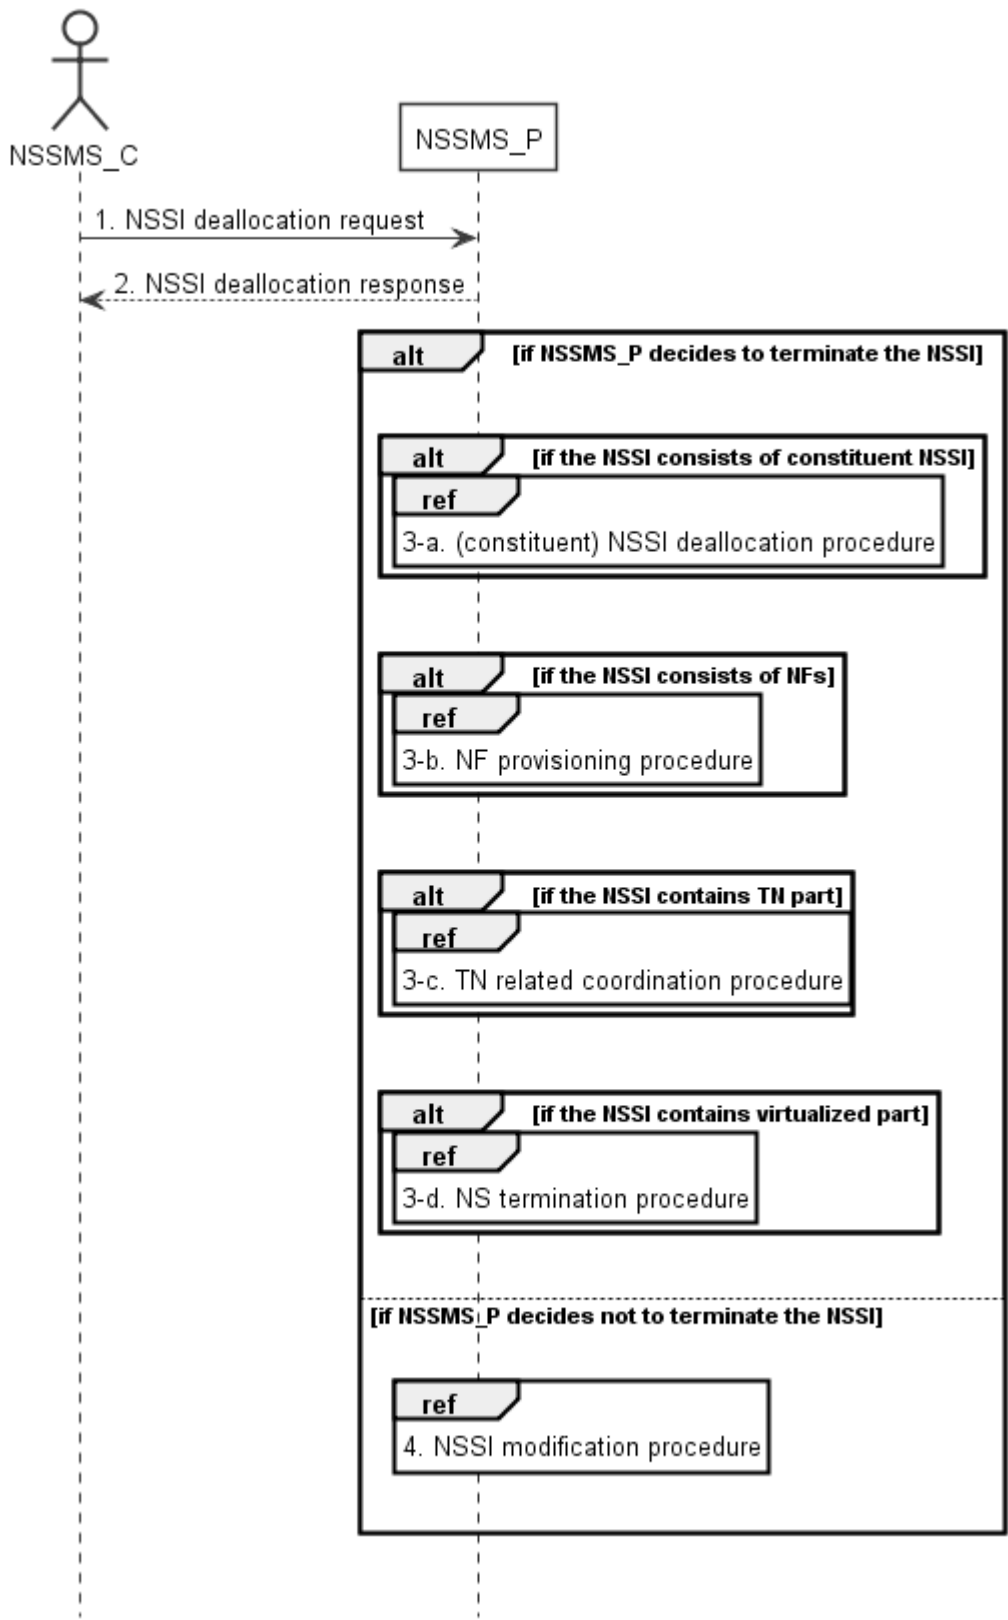 NSSMS_C
NSSMS_P
1. NSSI deallocation request
2. NSSI deallocation response
alt [if NSSMS_P decides to terminate the NSSI]
alt [if the NSSI consists of constituent NSSI]
ref
3-a. (constituent) NSSI deallocation procedure
alt [if the NSSI consists of NFs]
ref
3-b. NF provisioning procedure
alt [if the NSSI contains TN part]
ref
3-c. TN related coordination procedure
alt [if the NSSI contains virtualized part]
ref
3-d. NS termination procedure
[if NSSMS_P decides not to terminate the NSSI]
ref
4. NSSI modification procedure